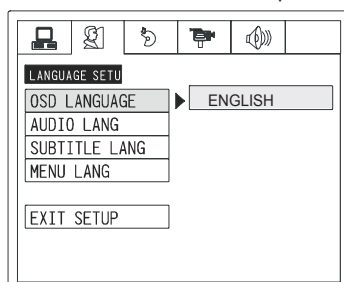 LANGUAGE SETU
OSD LANGUAGE
ENGLISH
AUDIO LANG
SUBTITLE LANG
MENU LANG
EXIT SETUP